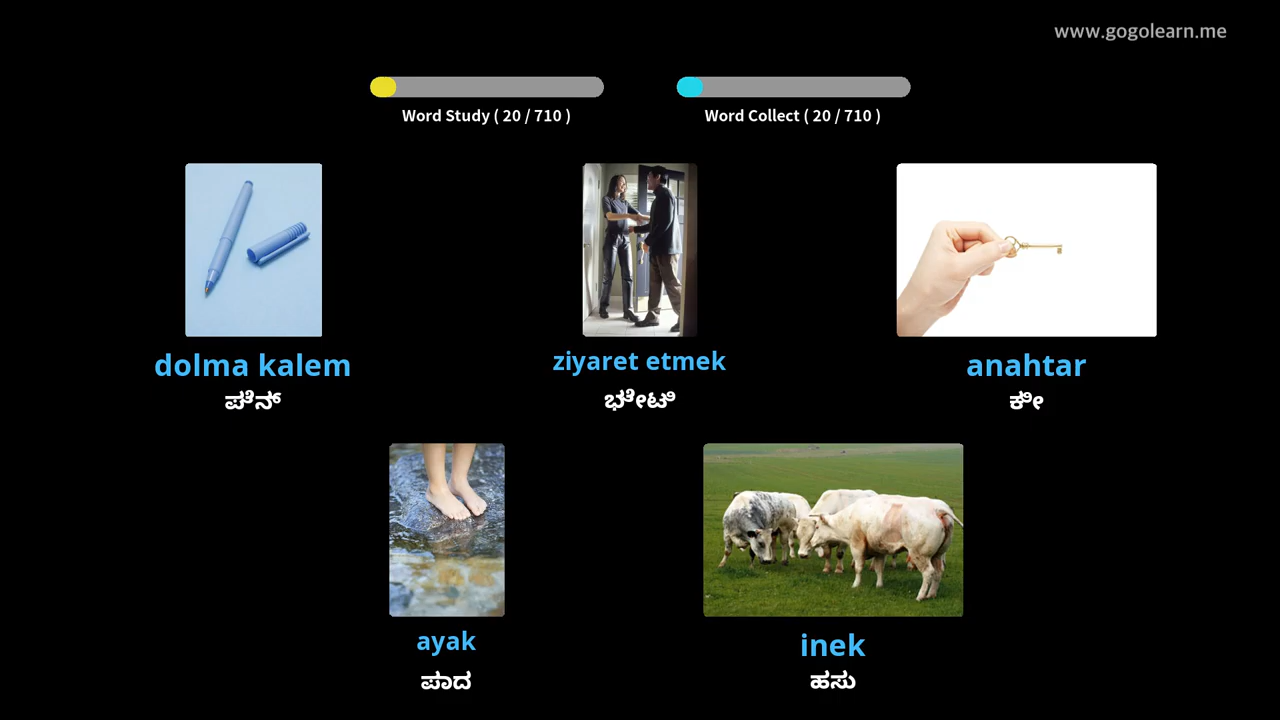 www.gogolearn.me
Word Study ( 20 / 710 )
Word Collect ( 20 / 710 )
dolma kalem
ಪೆನ್
ziyaret etmek
ಭೇಟಿ
anahtar
ಕೀ
ayak
ಪಾದ
inek
ಹಸು